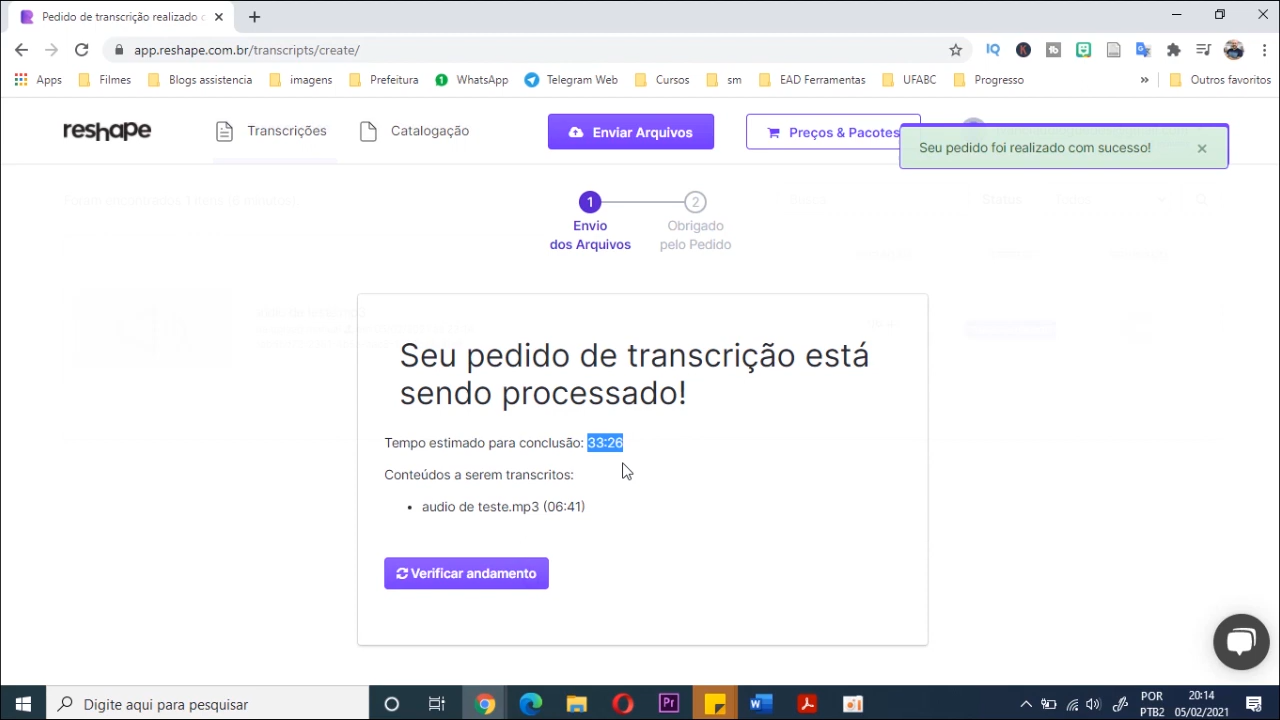 Pedido de transcrição realizado c
app.reshape.com.br/transcripts/create/
IQ
K
Apps Filmes Blogs assistencia imagens Prefeitura WhatsApp Telegram Web Cursos sm EAD Ferramentas UFABC Progresso » Outros favoritos
reshape Transcrições Catalogação Enviar Arquivos Preços & Pacotes
Seu pedido foi realizado com sucesso! ×
1 2
Envio
dos Arquivos
Obrigado
pelo Pedido
Status
Seu pedido de transcrição está
sendo processado!
Tempo estimado para conclusão: 33:26
Conteúdos a serem transcritos:
• audio de teste.mp3 (06:41)
Verificar andamento
Digite aqui para pesquisar
Pr
POR
PTB2
20:14
05/02/2021